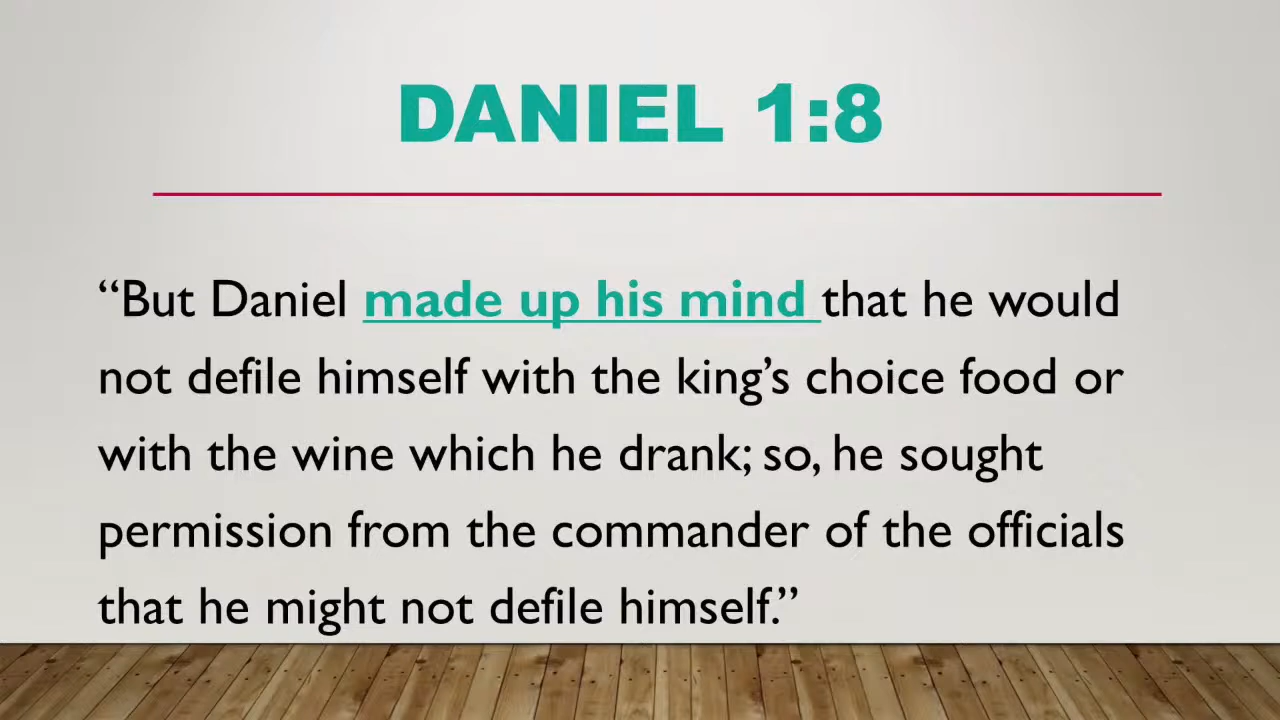 DANIEL 1:8
“But Daniel made up his mind that he would
not defile himself with the king’s choice food or
with the wine which he drank; so, he sought
permission from the commander of the officials
that he might not defile himself.”